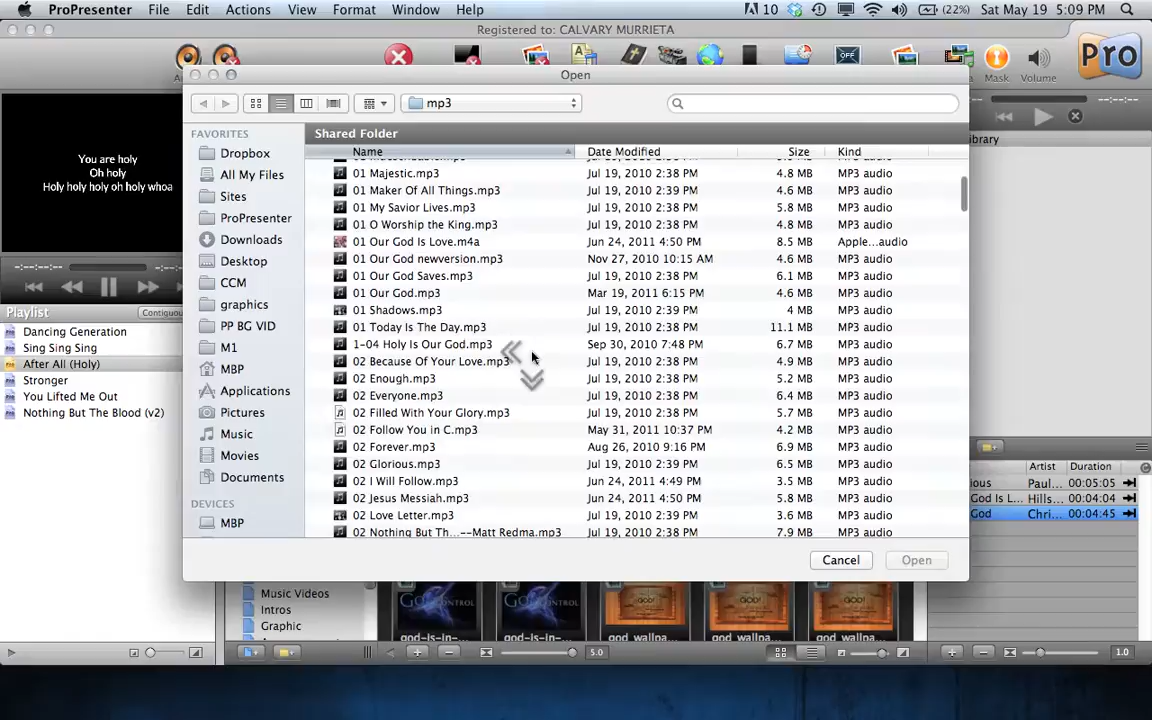 ProPresenter File Edit Actions View Format Window Help 10 (22%) Sat May 19 5:09 PM
Registered to: CALVARY MURRIETA
OFF Pro
Mask Volume
Open
mp3
FAVORITES
Dropbox
All My Files
Sites
ProPresenter
Downloads
Desktop
CCM
graphics
PP BG VID
M1
MBP
Applications
Pictures
Music
Movies
Documents
DEVICES
MBP
Shared Folder
Name Date Modified Size Kind
01 Majestic.mp3 Jul 19, 2010 2:38 PM 4.8 MB MP3 audio
01 Maker Of All Things.mp3 Jul 19, 2010 2:39 PM 4.6 MB MP3 audio
01 My Savior Lives.mp3 Jul 19, 2010 2:38 PM 5.8 MB MP3 audio
01 O Worship the King.mp3 Jul 19, 2010 2:38 PM 4.8 MB MP3 audio
01 Our God Is Love.m4a Jun 24, 2011 4:50 PM 8.5 MB Apple...audio
01 Our God newversion.mp3 Nov 27, 2010 10:15 AM 4.6 MB MP3 audio
01 Our God Saves.mp3 Jul 19, 2010 2:38 PM 6.1 MB MP3 audio
01 Our God.mp3 Mar 19, 2011 6:15 PM 4.6 MB MP3 audio
01 Shadows.mp3 Jul 19, 2010 2:39 PM 4 MB MP3 audio
01 Today Is The Day.mp3 Jul 19, 2010 2:38 PM 11.1 MB MP3 audio
1-04 Holy Is Our God.mp3 Sep 30, 2010 7:48 PM 6.7 MB MP3 audio
02 Because Of Your Love.mp3 Jul 19, 2010 2:38 PM 4.9 MB MP3 audio
02 Enough.mp3 Jul 19, 2010 2:38 PM 5.2 MB MP3 audio
02 Everyone.mp3 Jul 19, 2010 2:38 PM 6.4 MB MP3 audio
02 Filled With Your Glory.mp3 Jul 19, 2010 2:38 PM 5.7 MB MP3 audio
02 Follow You in C.mp3 May 31, 2011 10:37 PM 4.2 MB MP3 audio
02 Forever.mp3 Aug 26, 2010 9:16 PM 6.9 MB MP3 audio
02 Glorious.mp3 Jul 19, 2010 2:39 PM 6.5 MB MP3 audio
02 I Will Follow.mp3 Jun 24, 2011 4:49 PM 3.5 MB MP3 audio
02 Jesus Messiah.mp3 Jun 24, 2011 4:50 PM 5.8 MB MP3 audio
02 Love Letter.mp3 Jul 19, 2010 2:39 PM 3.6 MB MP3 audio
02 Nothing But Th...--Matt Redma.mp3 Jul 19, 2010 2:38 PM 7.9 MB MP3 audio
Cancel Open
You are holy
Oh holy
Holy holy holy oh holy whoa
--:--:-- --:--:--
Playlist Contiguou
Dancing Generation
Sing Sing Sing
After All (Holy)
Stronger
You Lifted Me Out
Nothing But The Blood (v2)
Music Videos
Intros
Graphic
god-Is-In-... god-Is-In-... god_wallpa... god_wallpa... god_wallpa...
5.0
--:--:--
ibrary
Artist Duration
ious Paul... 00:05:05
God Is L... Hills... 00:04:04
God Chri... 00:04:45
1.0